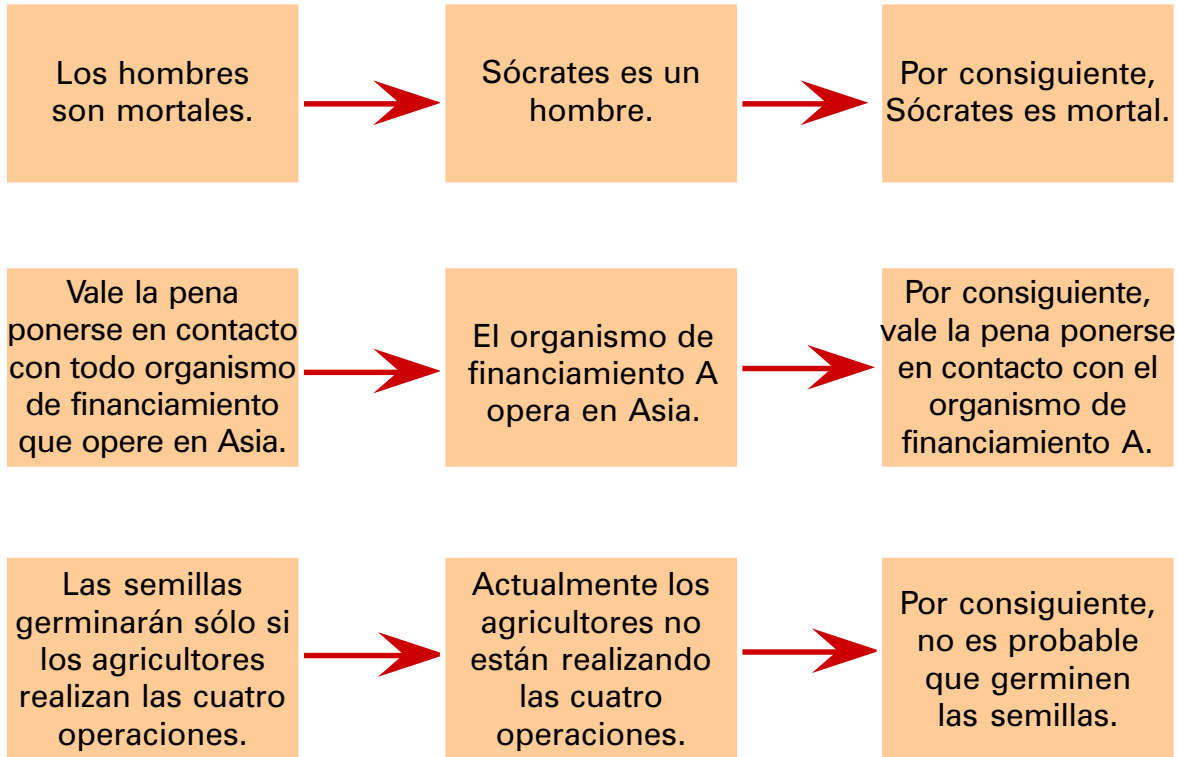 Los hombres
son mortales.
Sócrates es un
hombre.
Por consiguiente,
Sócrates es mortal.
Vale la pena
ponerse en contacto
con todo organismo
de financiamiento
que opere en Asia.
El organismo de
financiamiento A
opera en Asia.
Por consiguiente,
vale la pena ponerse
en contacto con el
organismo de
financiamiento A.
Las semillas
germinarán sólo si
los agricultores
realizan las cuatro
operaciones.
Actualmente los
agricultores no
están realizando
las cuatro
operaciones.
Por consiguiente,
no es probable
que germinen
las semillas.